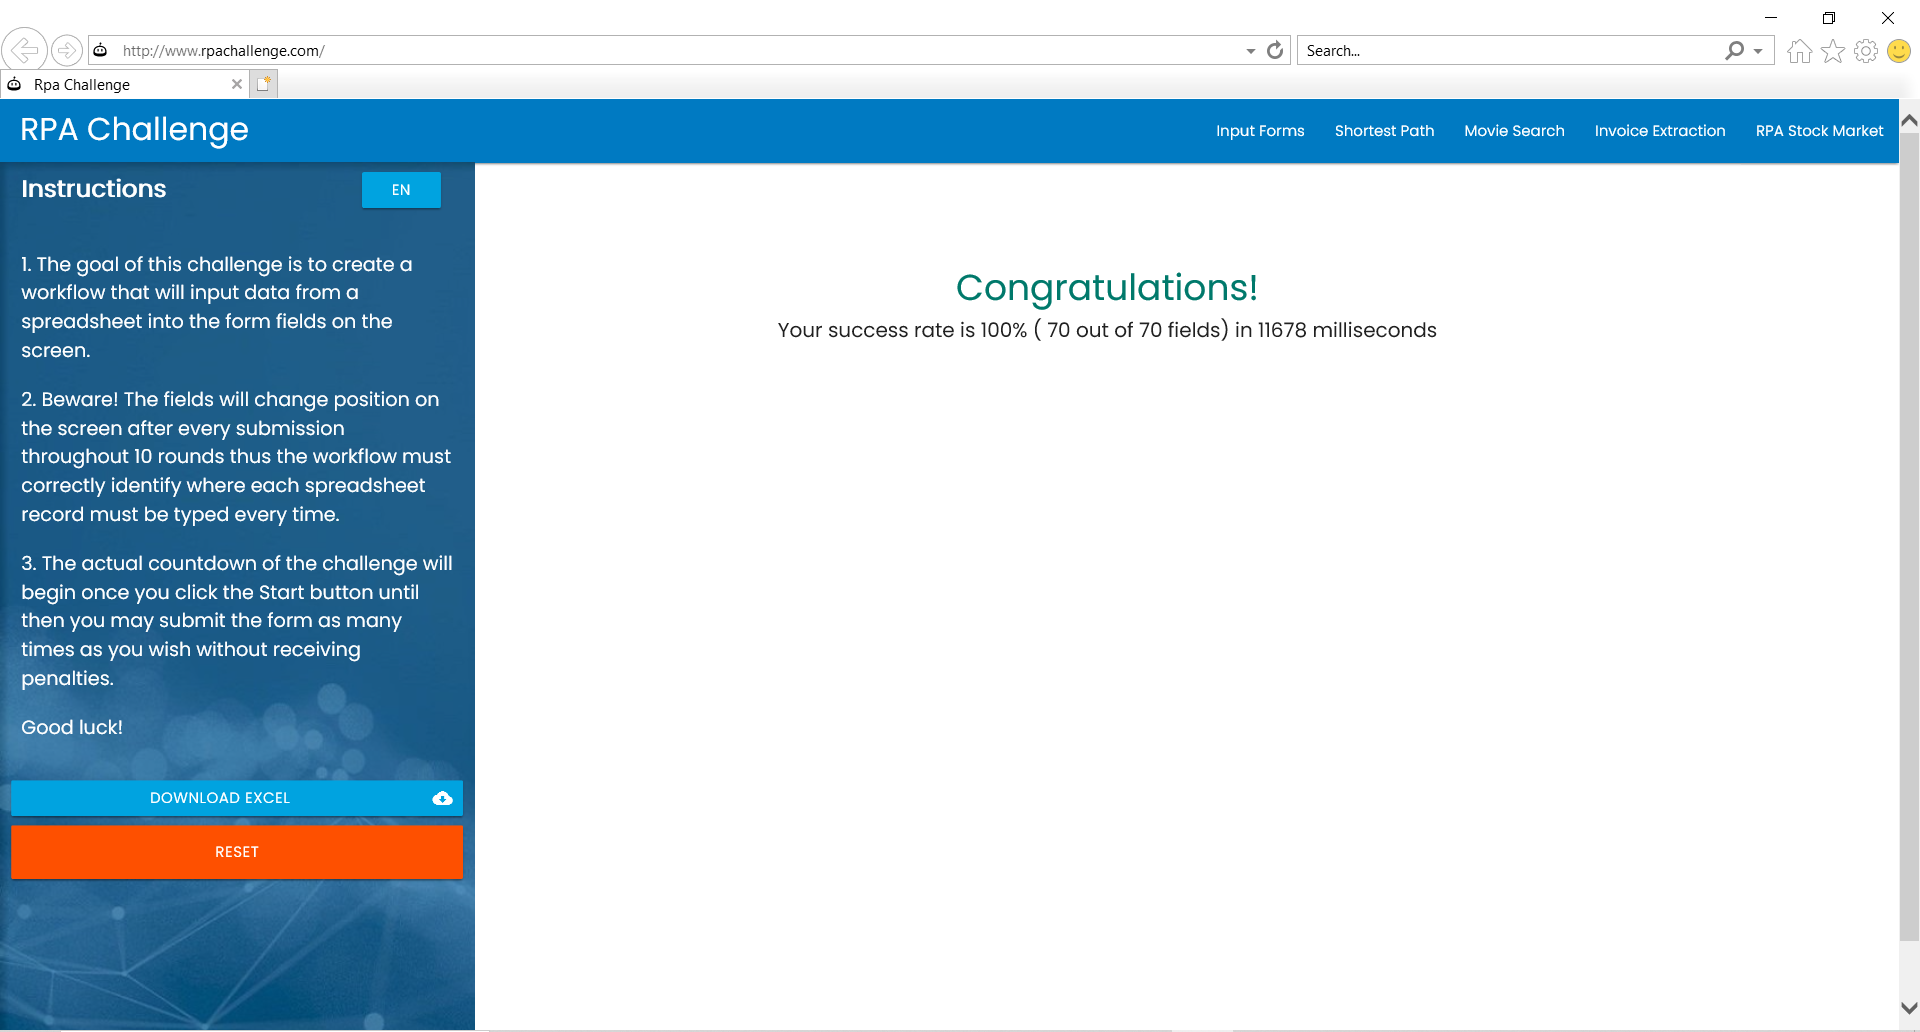 http://www.rpachallenge.com/
Search...
Rpa Challenge
RPA Challenge
Input Forms
Shortest Path
Movie Search
Invoice Extraction
RPA Stock Market
Instructions
EN
1. The goal of this challenge is to create a
workflow that will input data from a
spreadsheet into the form fields on the
screen.
2. Beware! The fields will change position on
the screen after every submission
throughout 10 rounds thus the workflow must
correctly identify where each spreadsheet
record must be typed every time.
3. The actual countdown of the challenge will
begin once you click the Start button until
then you may submit the form as many
times as you wish without receiving
penalties.
Good luck!
DOWNLOAD EXCEL
RESET
Congratulations!
Your success rate is 100% ( 70 out of 70 fields) in 11678 milliseconds